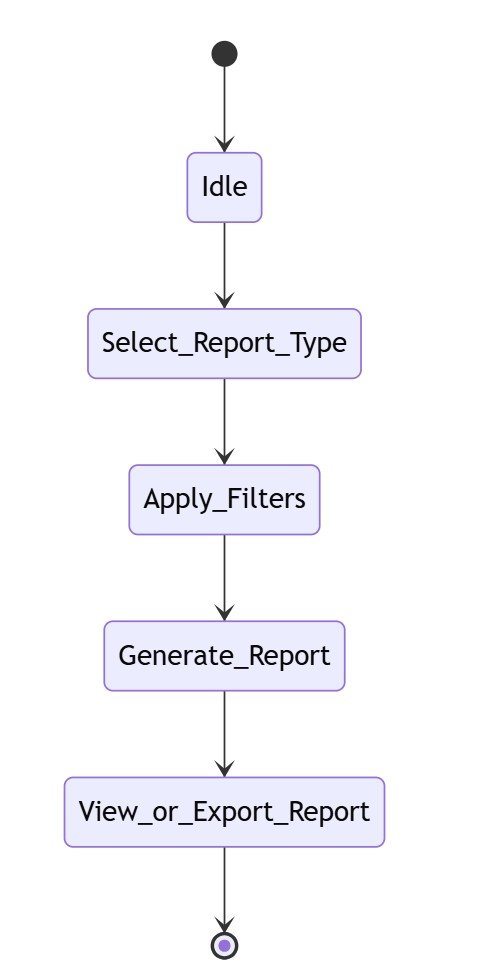 Idle
Select_Report_Type
Apply_Filters
Generate_Report
View_or_Export_Report